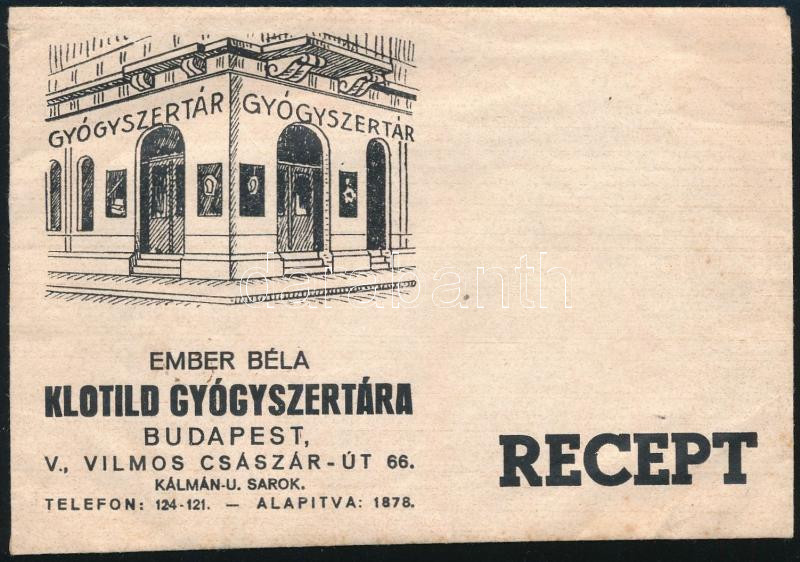 GYÓGYSZERTÁR GYÓGYSZERTÁR
darabanth
EMBER BÉLA
KLOTILD GYÓGYSZERTÁRA
BUDAPEST,
V., VILMOS CSÁSZÁR-ÚT 66.
KÁLMÁN-U. SAROK.
TELEFON: 124-121. — ALAPITVA: 1878.
RECEPT